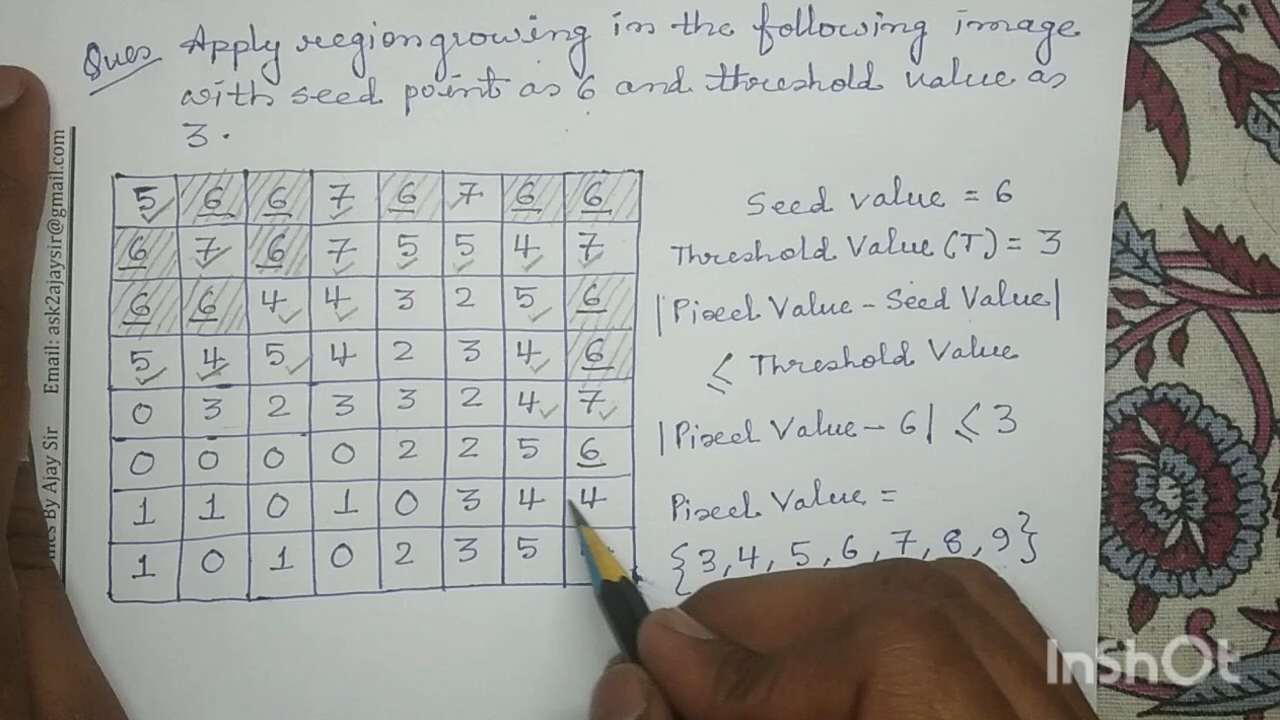 Ques Apply region growing in the following image
with seed point as 6 and threshold value as
3.
5 6 6 7 6 7 6 6
6 7 6 7 5 5 4 7
6 6 4 4 3 2 5 6
5 4 5 4 2 3 4 6
0 3 2 3 3 2 4 7
0 0 0 0 2 2 5 6
1 1 0 1 0 3 4 4
1 0 1 0 2 3 5
Seed value = 6
Threshold Value (T) = 3
|Pixel Value - Seed Value|
≤ Threshold Value
|Pixel Value - 6| ≤ 3
Pixel Value =
{3,4,5,6,7,8,9}
By Ajay Sir Email: ask2ajaysir@gmail.com
InShOt